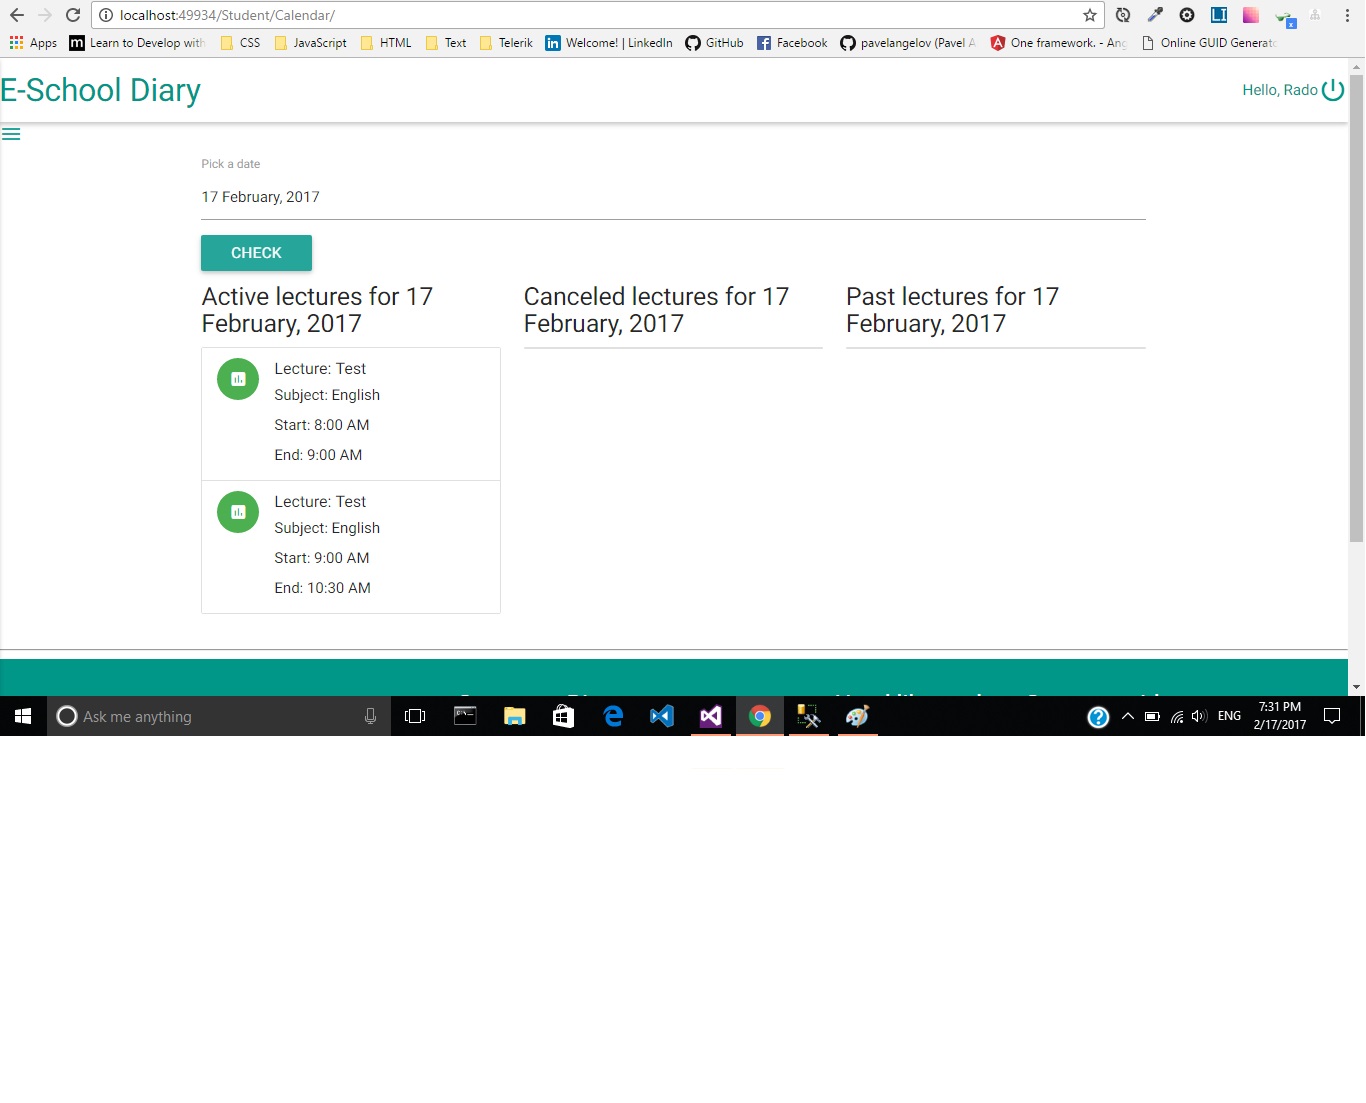 localhost:49934/Student/Calendar/
Apps
Learn to Develop with
CSS
JavaScript
HTML
Text
Telerik
Welcome! | LinkedIn
GitHub
Facebook
pavelangelov (Pavel A
One framework. - Ang
Online GUID Generato
E-School Diary
Hello, Rado
Pick a date
17 February, 2017
CHECK
Active lectures for 17
February, 2017
Lecture: Test
Subject: English
Start: 8:00 AM
End: 9:00 AM
Lecture: Test
Subject: English
Start: 9:00 AM
End: 10:30 AM
Canceled lectures for 17
February, 2017
Past lectures for 17
February, 2017
Ask me anything
ENG
7:31 PM
2/17/2017